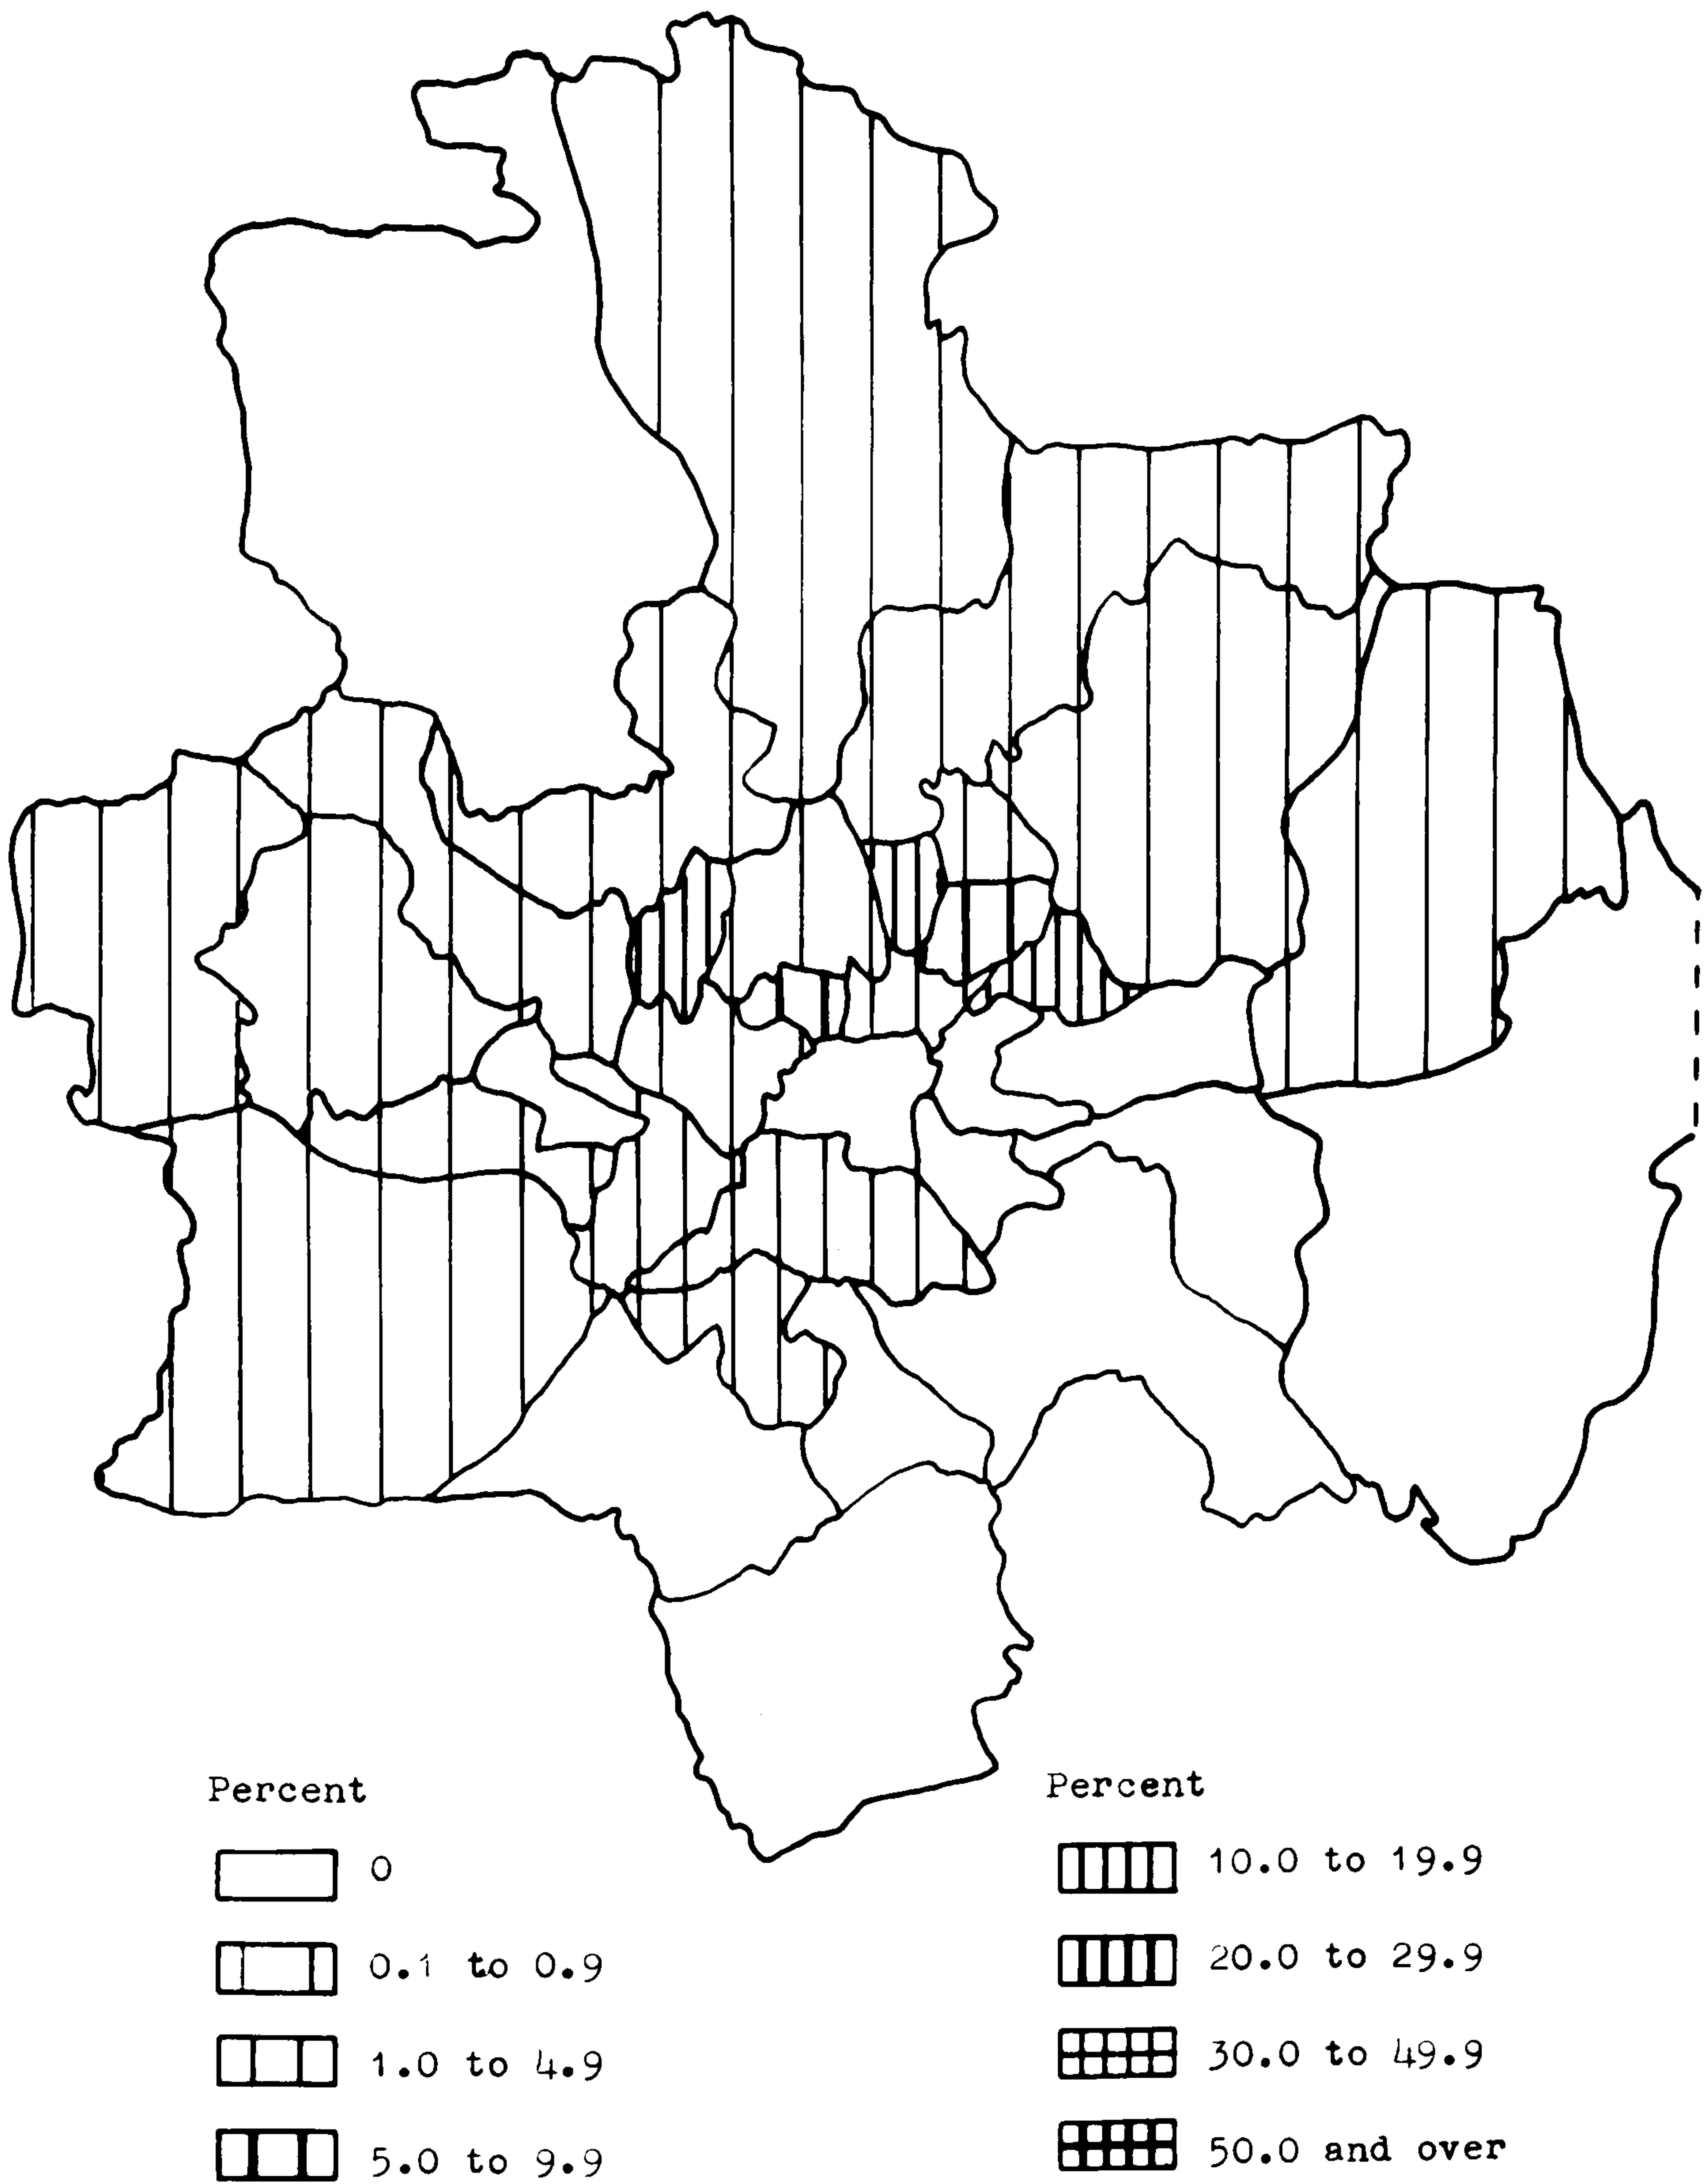 Percent
0
0.1 to 0.9
1.0 to 4.9
5.0 to 9.9
Percent
10.0 to 19.9
20.0 to 29.9
30.0 to 49.9
50.0 and over